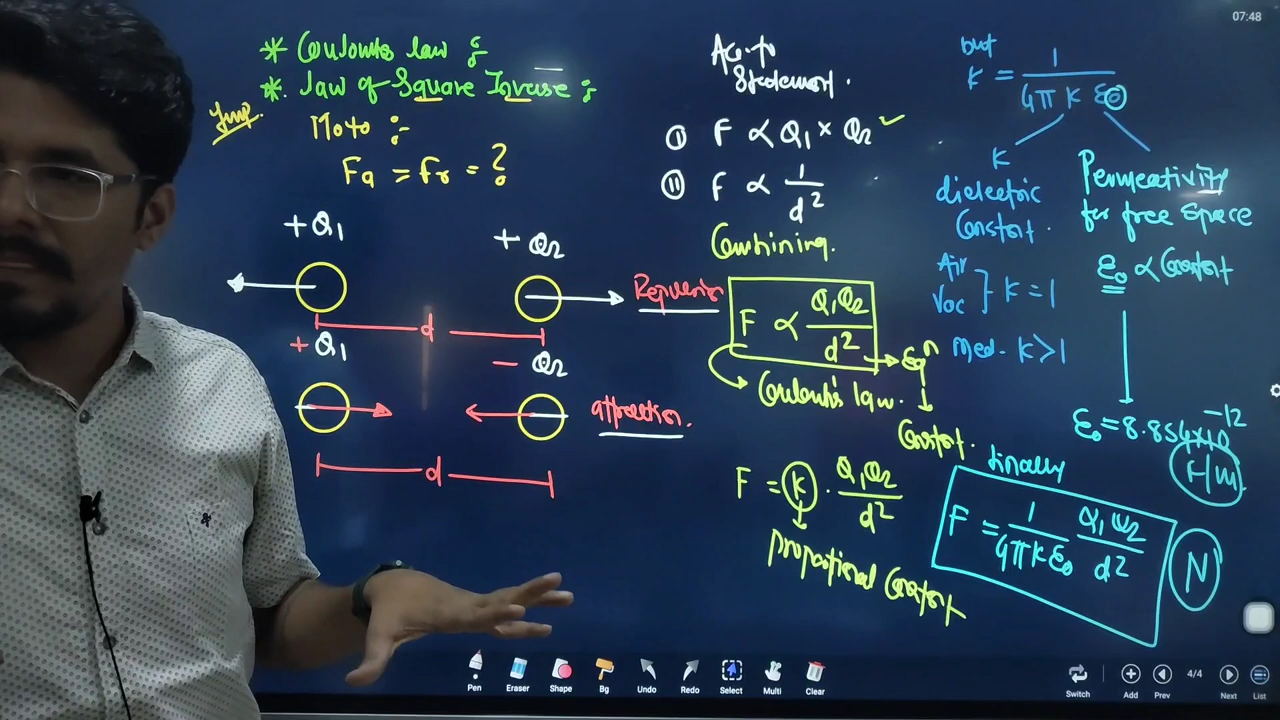 07:48
* Coulomb's law :
*. law of Square Inverse :
Imp.
Moto :-
Fa = Fr = ?
+ Q1
+ Q2
Repulsion
d
+ Q1
- Q2
attraction.
d
Ac. to
Statement.
① F ∝ Q1 × Q2 ✓
② F ∝ 1/d²
Combining.
F ∝ Q1Q2/d²
Eqⁿ
Coulomb's law.
Constant.
F = k . Q1Q2/d²
proportional Constant
but
K = 1/4π K ε0
K
dielectric
Constant.
Air
Vac } K = 1
Med. K > 1
Permeativity
for free space
ε0 ∝ Constant
ε0 = 8.854×10⁻¹²
F/m
finally
F = 1/4πKε0 Q1Q2/d²
N
Pen
Eraser
Shape
Bg
Undo
Redo
Select
Multi
Clear
Switch
Add
Prev
4/4
Next
List